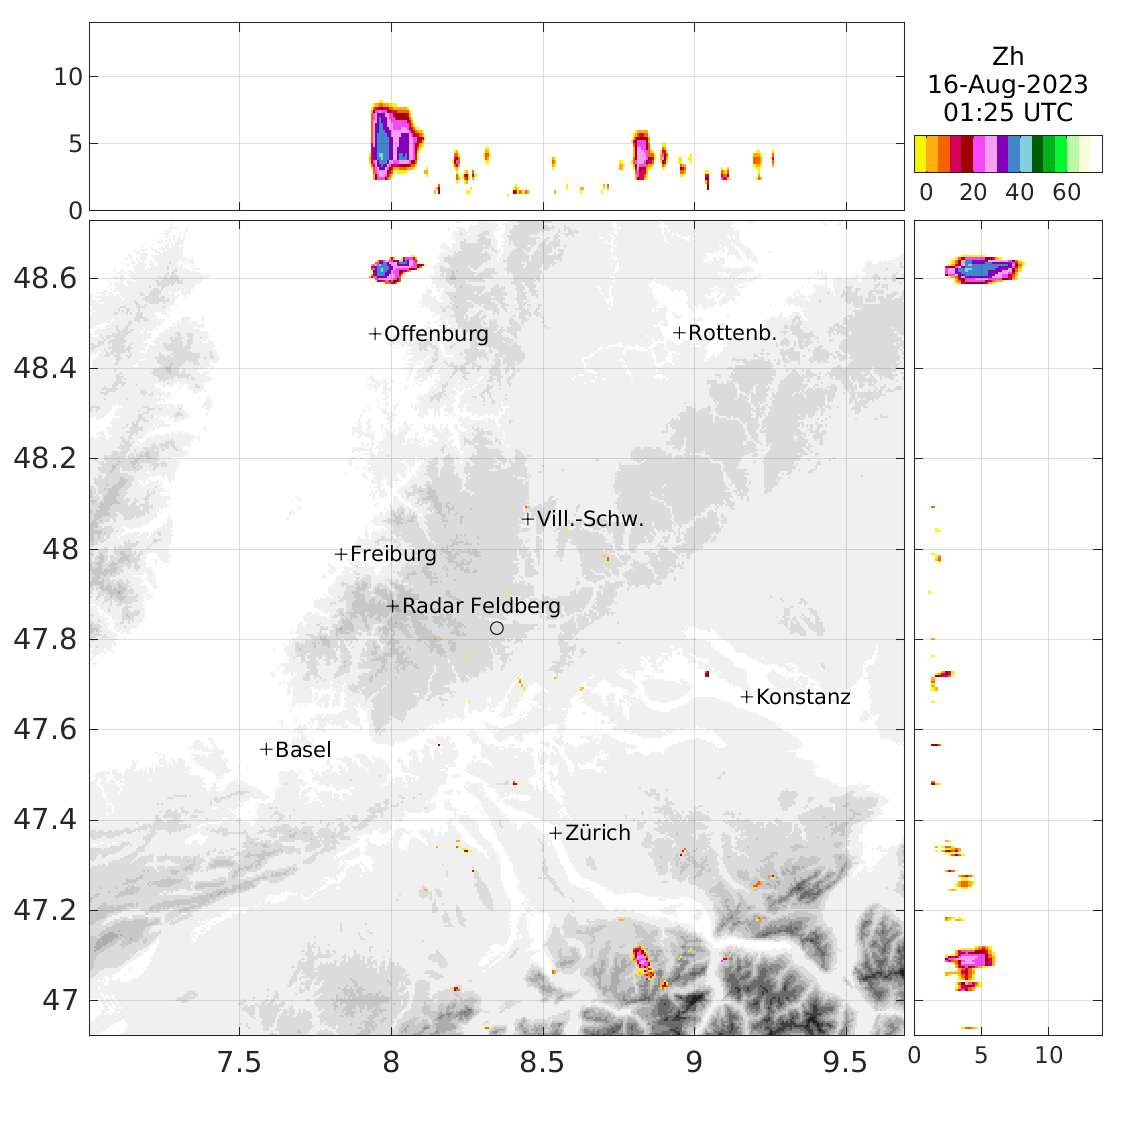 10
5
0
Zh
16-Aug-2023
01:25 UTC
0 20 40 60
48.6
48.4
48.2
48
47.8
47.6
47.4
47.2
47
Offenburg
Rottenb.
Vill.-Schw.
Freiburg
Radar Feldberg
Konstanz
Basel
Zürich
7.5 8 8.5 9 9.5
0 5 10